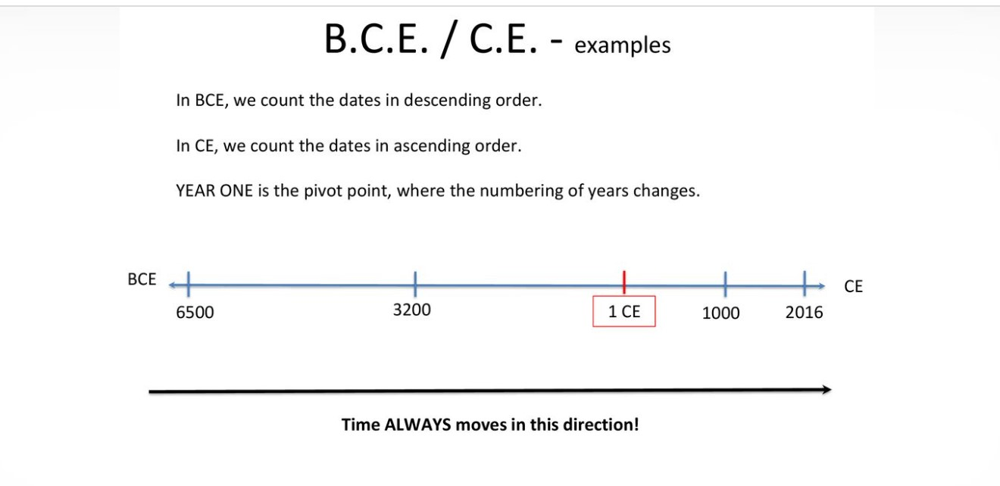 B.C.E. / C.E. - examples
In BCE, we count the dates in descending order.
In CE, we count the dates in ascending order.
YEAR ONE is the pivot point, where the numbering of years changes.
BCE
CE
6500
3200
1 CE
1000
2016
Time ALWAYS moves in this direction!